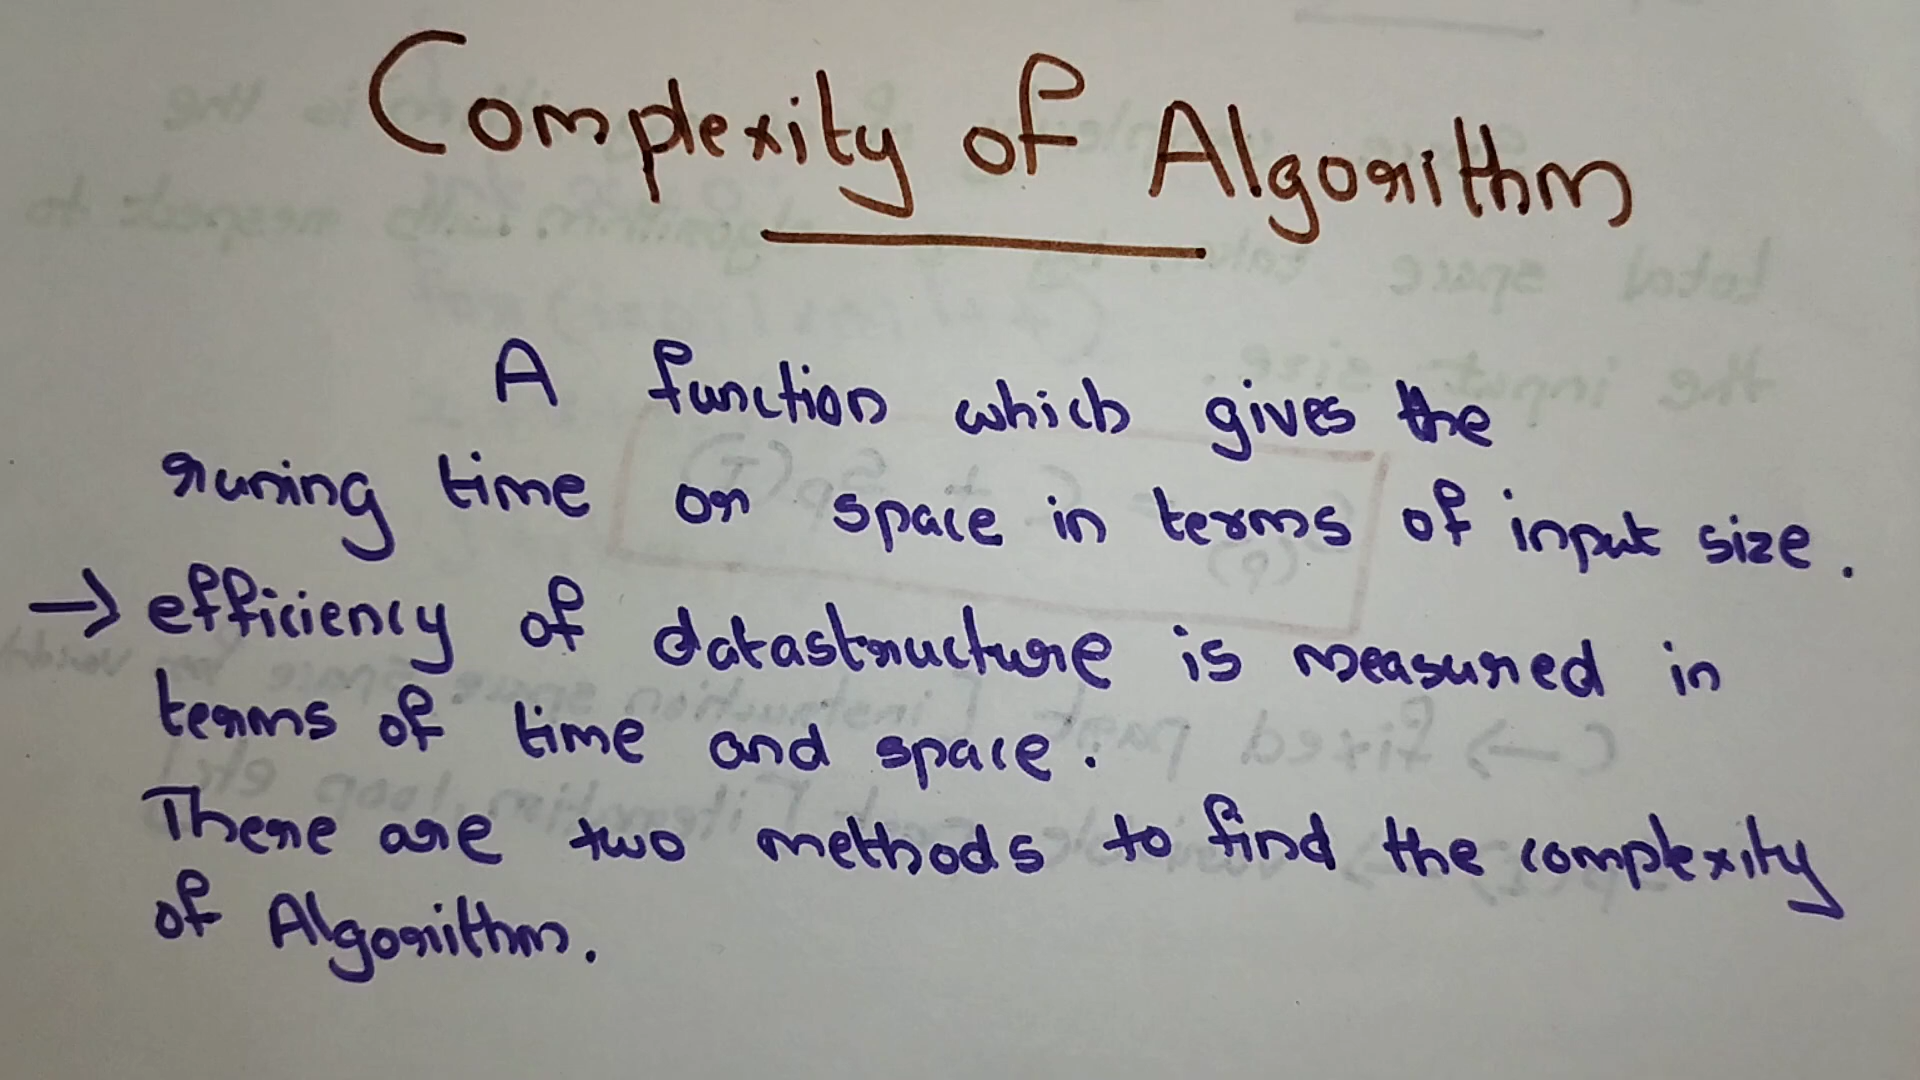 Complexity of Algorithm
A function which gives the
runing time or space in terms of input size.
→ efficiency of datastructure is measured in
terms of time and space.
There are two methods to find the complexity
of Algorithm.